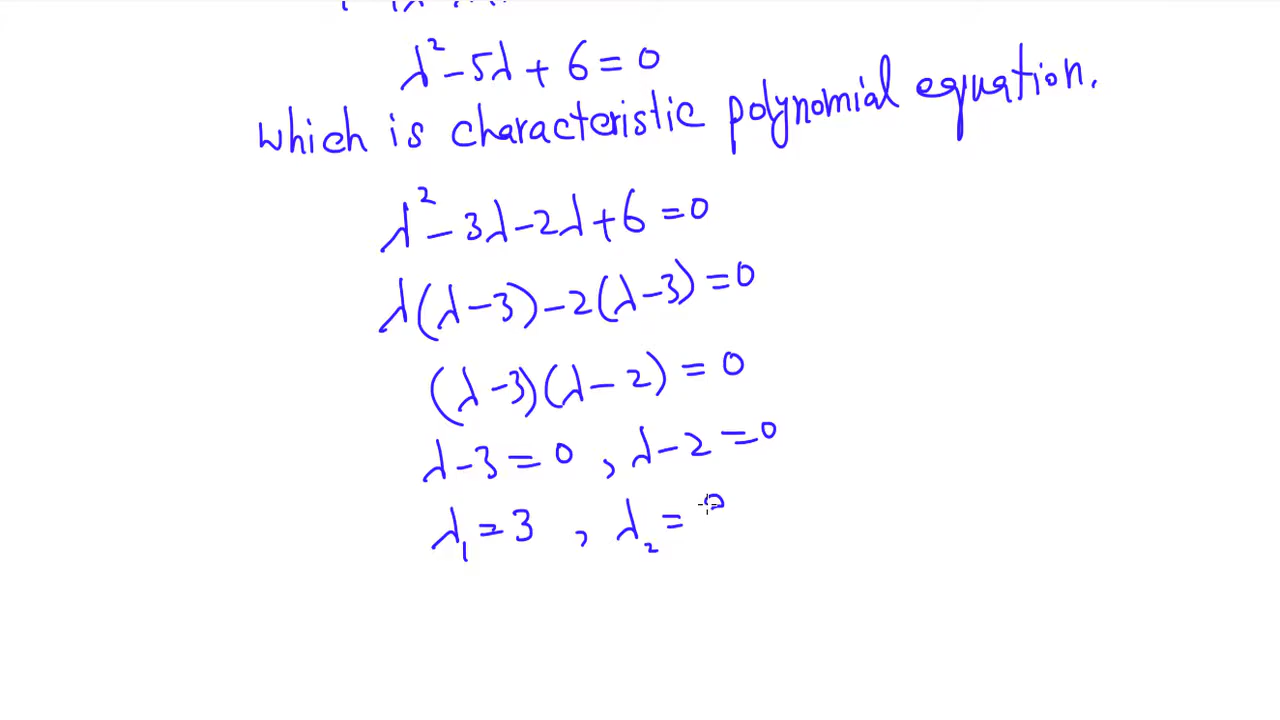 λ² - 5λ + 6 = 0
which is characteristic polynomial equation.
λ² - 3λ - 2λ + 6 = 0
λ(λ - 3) - 2(λ - 3) = 0
(λ - 3)(λ - 2) = 0
λ - 3 = 0 , λ - 2 = 0
λ₁ = 3 , λ₂ =